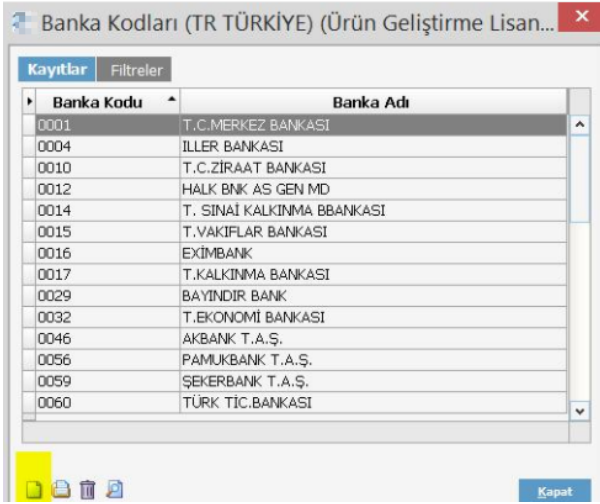 Banka Kodları (TR TÜRKİYE) (Ürün Geliştirme Lisan...
Kayıtlar Filtreler
Banka Kodu Banka Adı
0001 T.C.MERKEZ BANKASI
0004 ILLER BANKASI
0010 T.C.ZİRAAT BANKASI
0012 HALK BNK AS GEN MD
0014 T. SINAİ KALKINMA BBANKASI
0015 T.VAKIFLAR BANKASI
0016 EXİMBANK
0017 T.KALKINMA BANKASI
0029 BAYINDIR BANK
0032 T.EKONOMİ BANKASI
0046 AKBANK T.A.Ş.
0056 PAMUKBANK T.A.Ş.
0059 ŞEKERBANK T.A.Ş.
0060 TÜRK TİC.BANKASI
Kapat